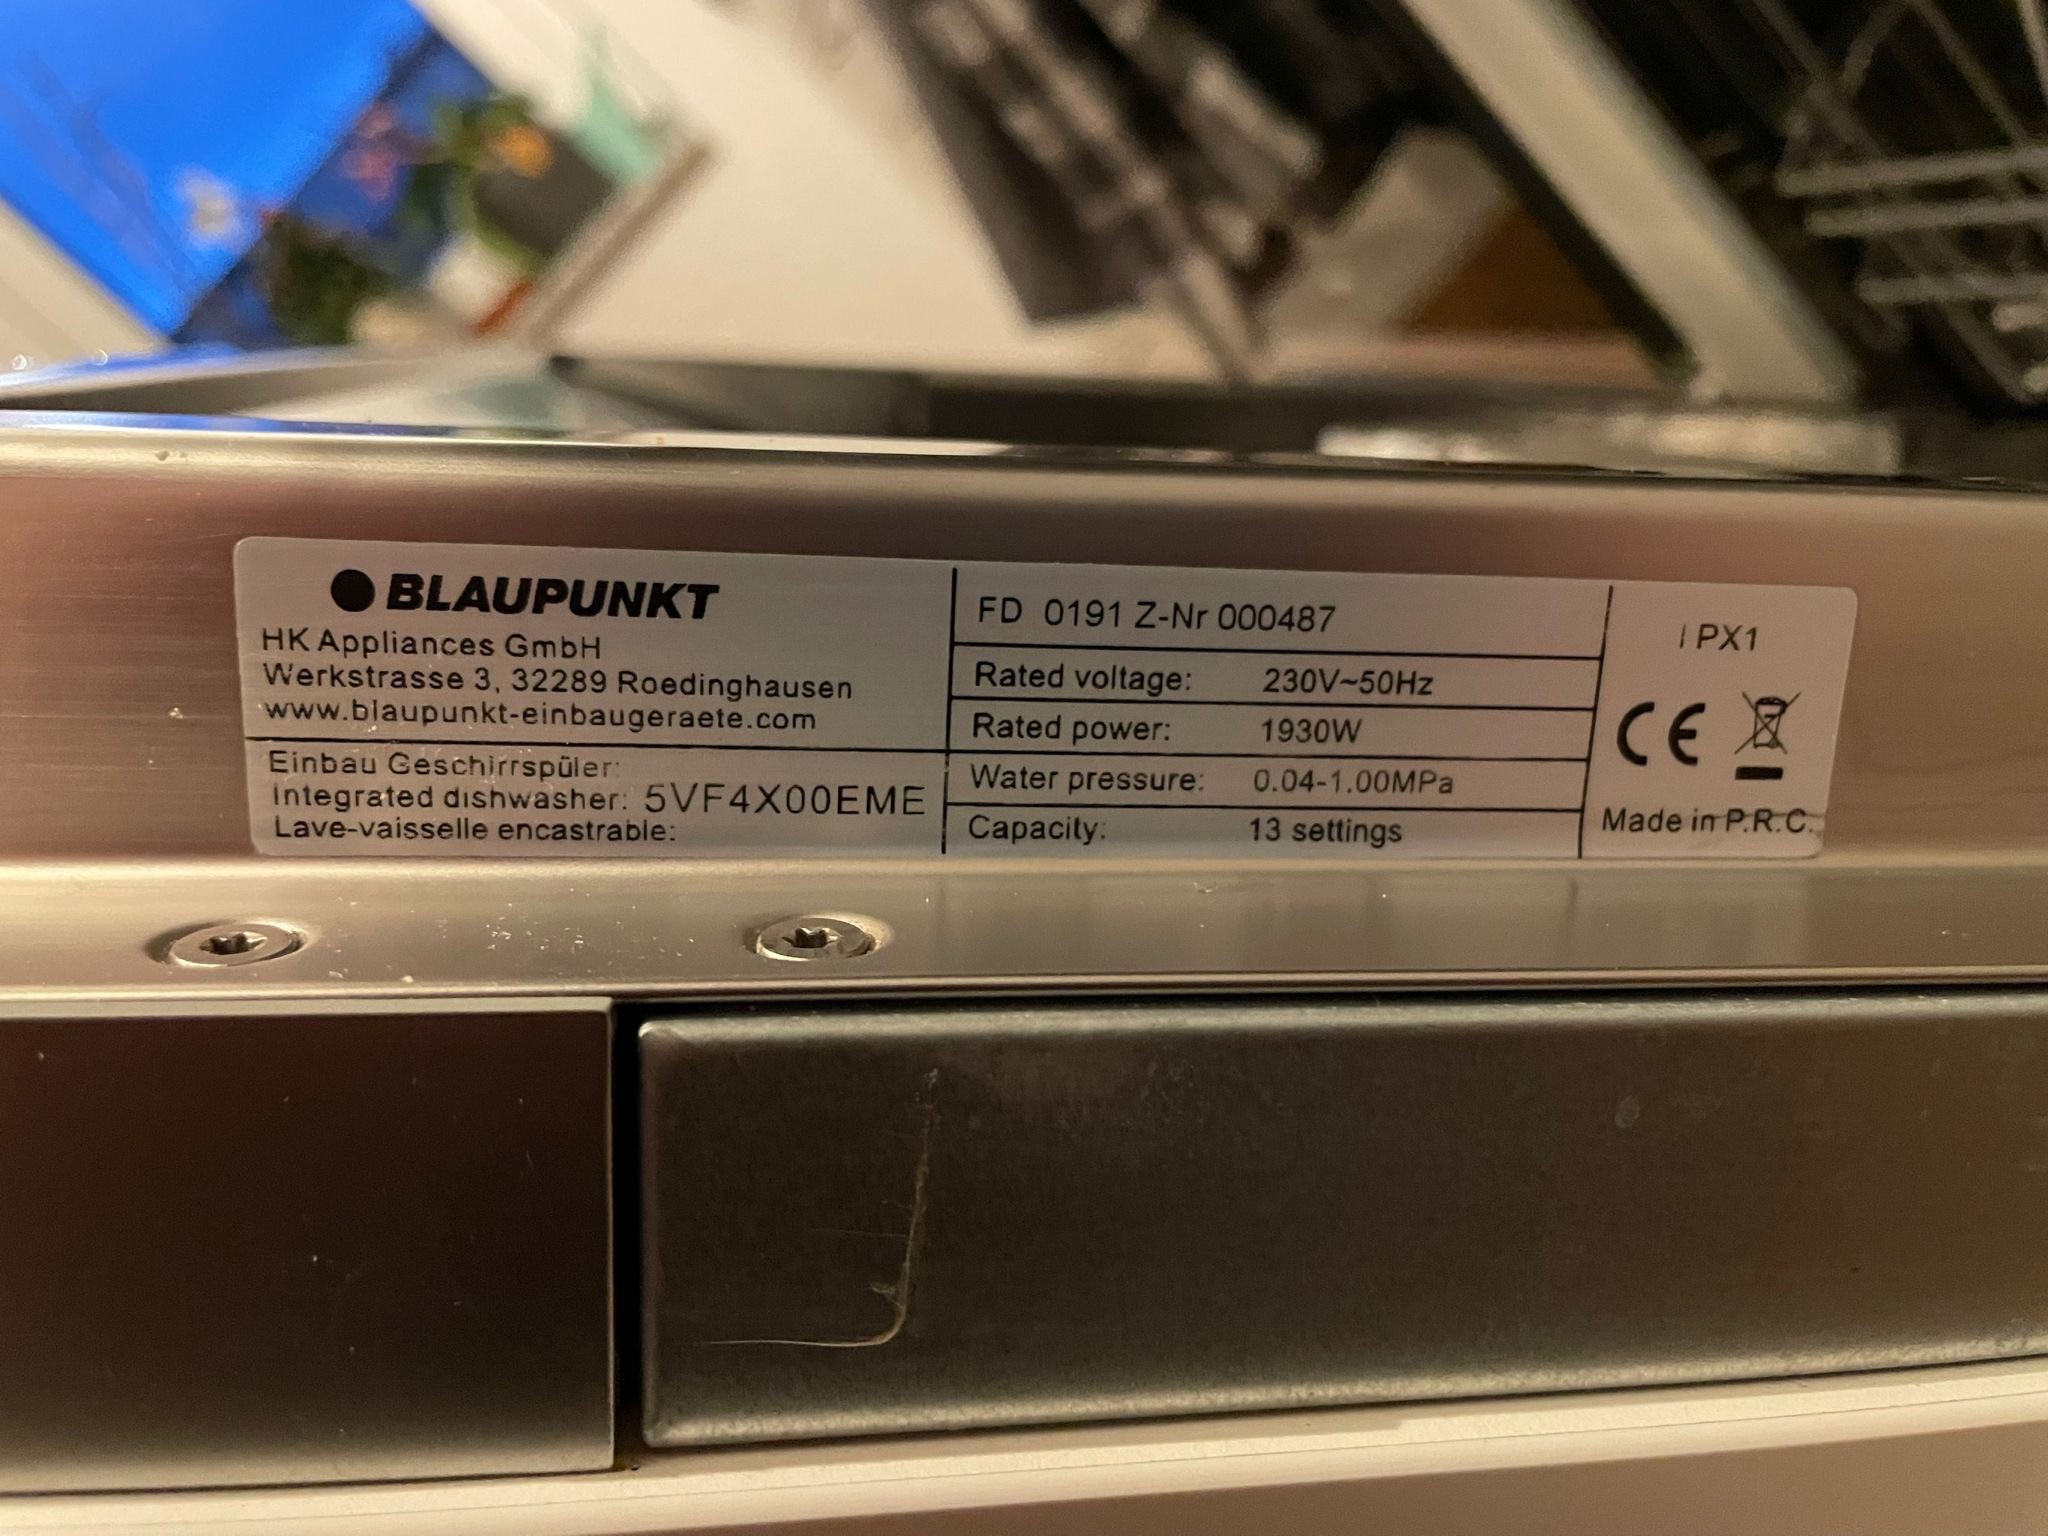 BLAUPUNKT
HK Appliances GmbH
Werkstrasse 3, 32289 Roedinghausen
www.blaupunkt-einbaugeraete.com
Einbau Geschirrspüler:
Integrated dishwasher: 5VF4X00EME
Lave-vaisselle encastrable:
FD 0191 Z-Nr 000487
Rated voltage: 230V~50Hz
Rated power: 1930W
Water pressure: 0.04-1.00MPa
Capacity: 13 settings
IPX1
CE
Made in P.R.C.